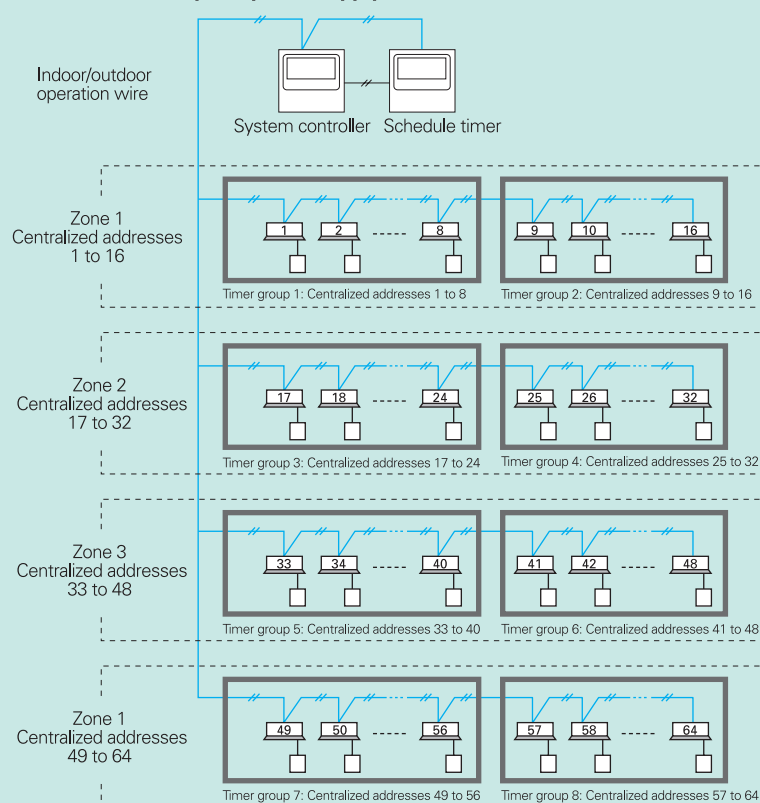 Indoor/outdoor
operation wire
System controller
Schedule timer
Zone 1
Centralized addresses
1 to 16
1
2
8
9
10
16
Timer group 1: Centralized addresses 1 to 8
Timer group 2: Centralized addresses 9 to 16
Zone 2
Centralized addresses
17 to 32
17
18
24
25
26
32
Timer group 3: Centralized addresses 17 to 24
Timer group 4: Centralized addresses 25 to 32
Zone 3
Centralized addresses
33 to 48
33
34
40
41
42
48
Timer group 5: Centralized addresses 33 to 40
Timer group 6: Centralized addresses 41 to 48
Zone 1
Centralized addresses
49 to 64
49
50
56
57
58
64
Timer group 7: Centralized addresses 49 to 56
Timer group 8: Centralized addresses 57 to 64